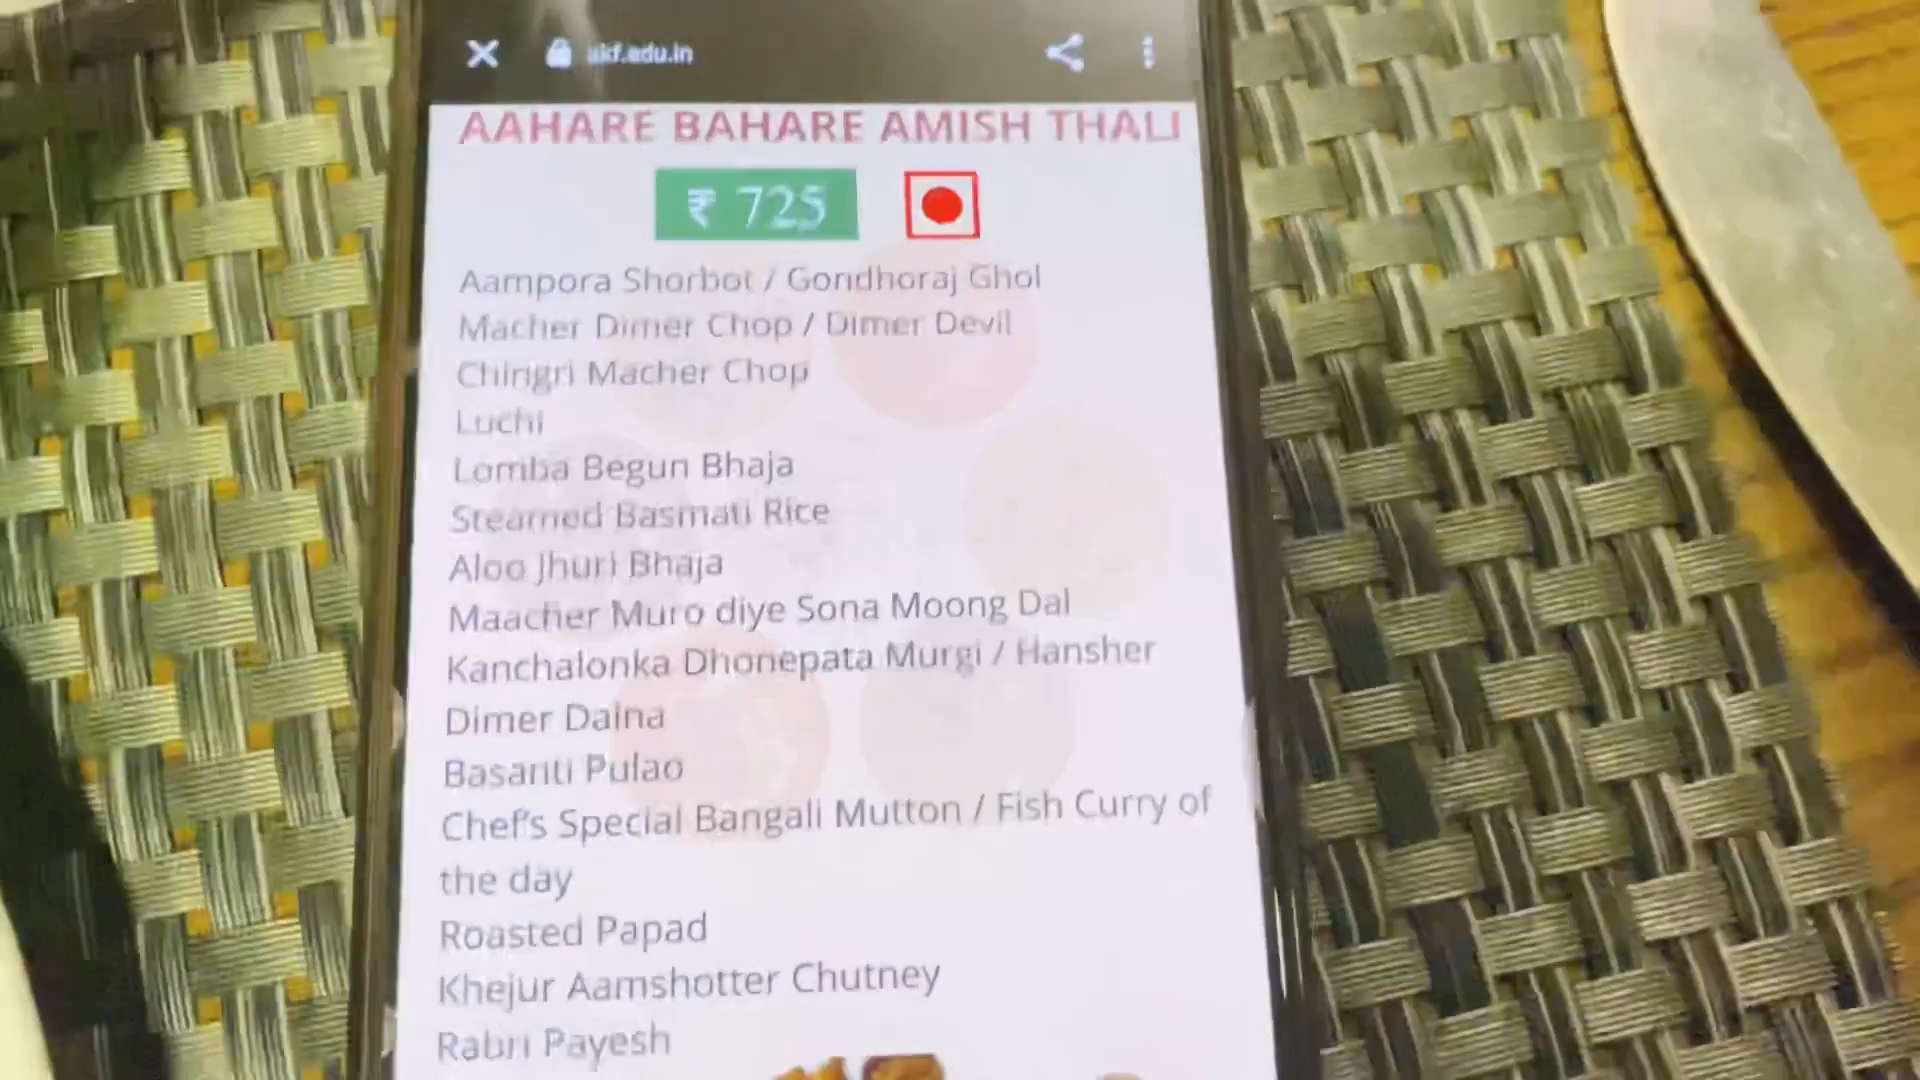 AAHARE BAHARE AMISH THALI
₹ 725
Aampora Shorbot / Gondhoraj Ghol
Macher Dimer Chop / Dimer Devil
Chingri Macher Chop
Luchi
Lomba Begun Bhaja
Steamed Basmati Rice
Aloo Jhuri Bhaja
Maacher Muro diye Sona Moong Dal
Kanchalonka Dhonepata Murgi / Hansher
Dimer Dalna
Basanti Pulao
Chef's Special Bangali Mutton / Fish Curry of
the day
Roasted Papad
Khejur Aamshotter Chutney
Rabri Payesh